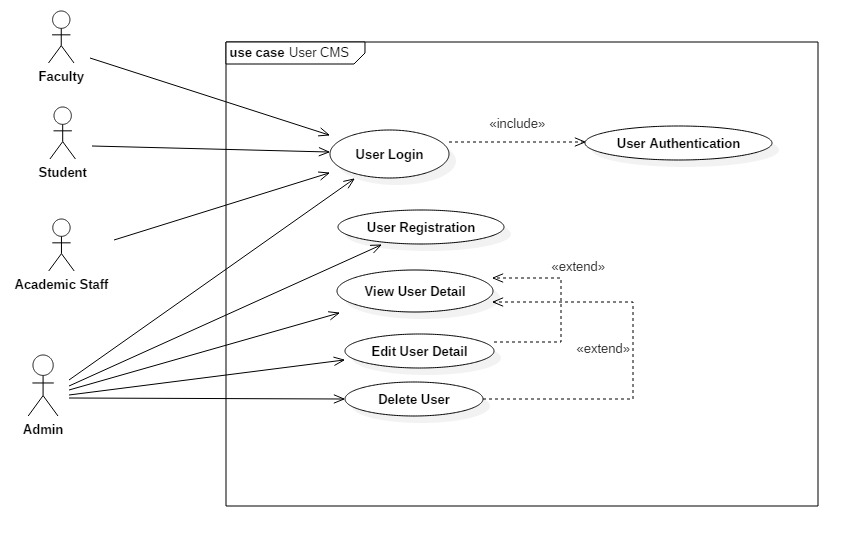 Faculty
use case User CMS
«include»
User Authentication
User Login
Student
User Registration
Academic Staff
«extend»
View User Detail
Edit User Detail
«extend»
Delete User
Admin